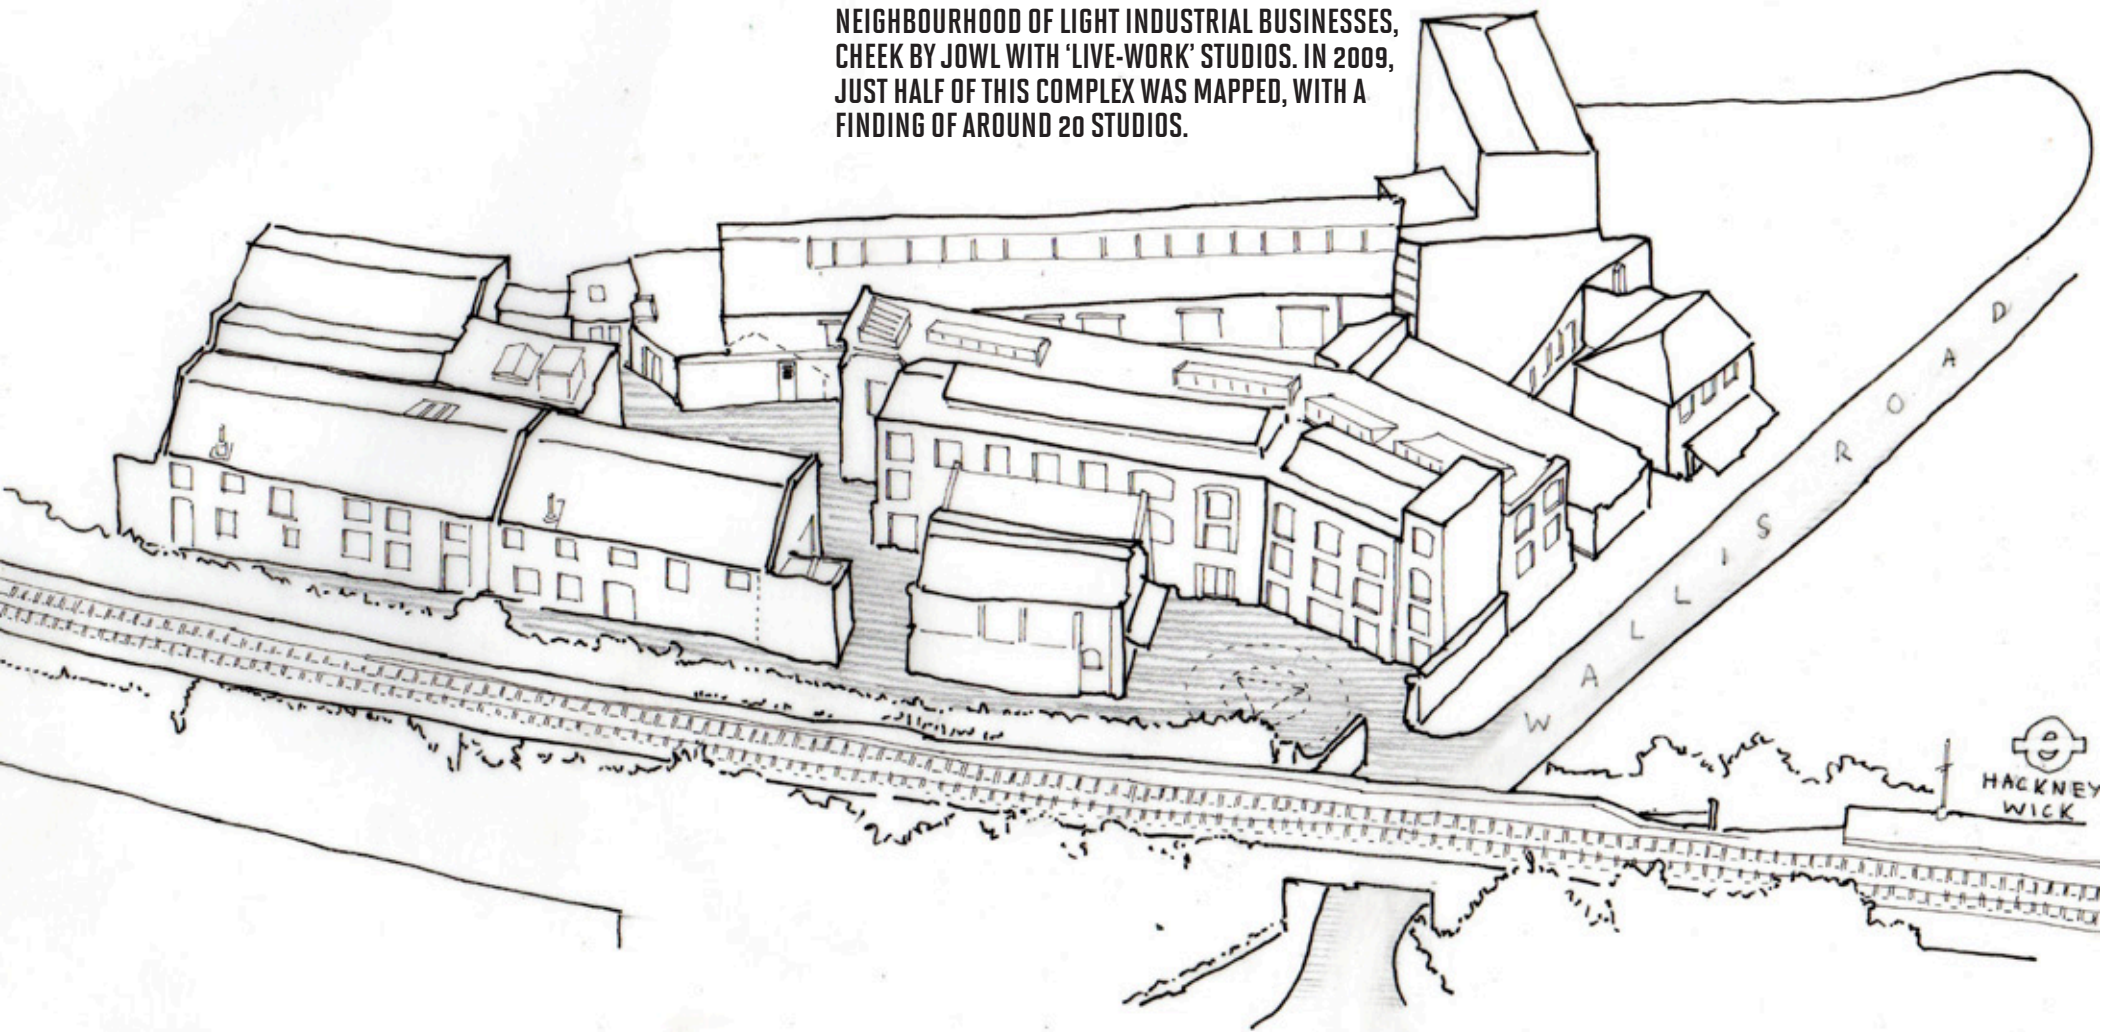 NEIGHBOURHOOD OF LIGHT INDUSTRIAL BUSINESSES,
CHEEK BY JOWL WITH ‘LIVE-WORK’ STUDIOS. IN 2009,
JUST HALF OF THIS COMPLEX WAS MAPPED, WITH A
FINDING OF AROUND 20 STUDIOS.
WALLIS ROAD
e
HACKNEY
WICK